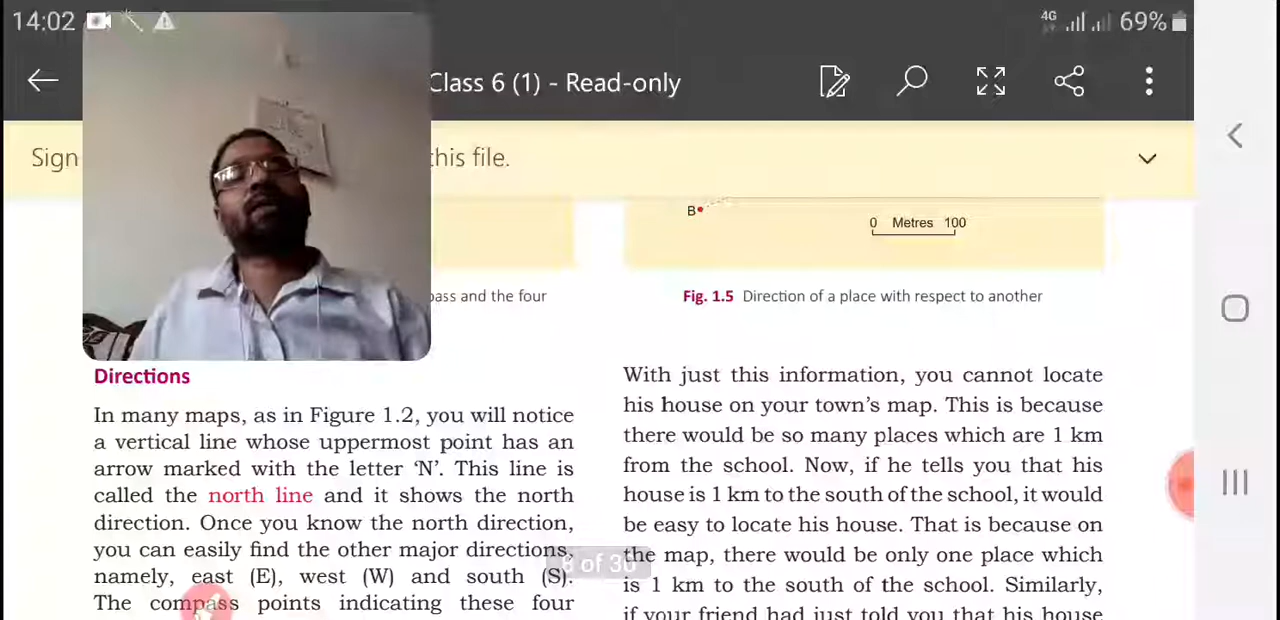 14:02
4G
69%
Class 6 (1) - Read-only
Sign
this file.
B
0 Metres 100
pass and the four
Fig. 1.5 Direction of a place with respect to another
Directions
In many maps, as in Figure 1.2, you will notice
a vertical line whose uppermost point has an
arrow marked with the letter ‘N’. This line is
called the north line and it shows the north
direction. Once you know the north direction,
you can easily find the other major directions,
namely, east (E), west (W) and south (S).
The compass points indicating these four
With just this information, you cannot locate
his house on your town’s map. This is because
there would be so many places which are 1 km
from the school. Now, if he tells you that his
house is 1 km to the south of the school, it would
be easy to locate his house. That is because on
the map, there would be only one place which
is 1 km to the south of the school. Similarly,
if your friend had just told you that his house
8 of 30